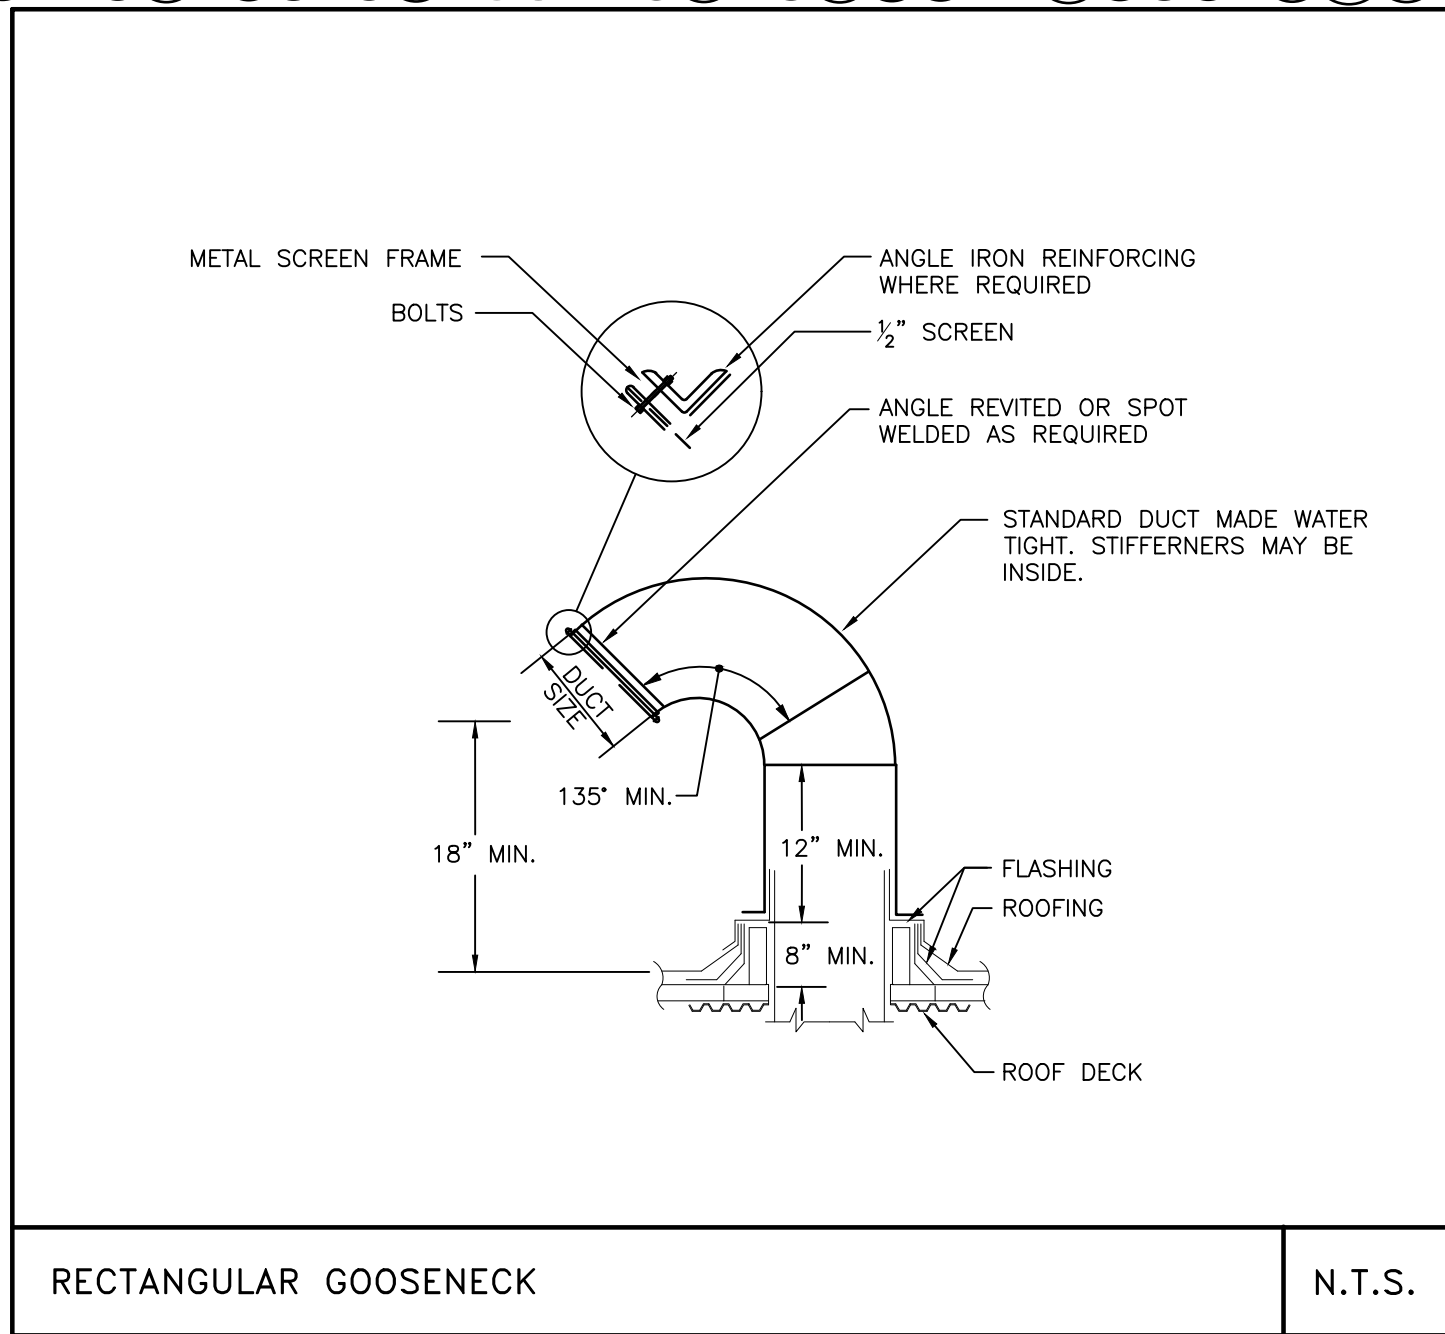 METAL SCREEN FRAME
BOLTS
ANGLE IRON REINFORCING
WHERE REQUIRED
½” SCREEN
ANGLE REVITED OR SPOT
WELDED AS REQUIRED
STANDARD DUCT MADE WATER
TIGHT. STIFFERNERS MAY BE
INSIDE.
DUCT
SIZE
135° MIN.
18” MIN.
12” MIN.
8” MIN.
FLASHING
ROOFING
ROOF DECK
RECTANGULAR GOOSENECK
N.T.S.